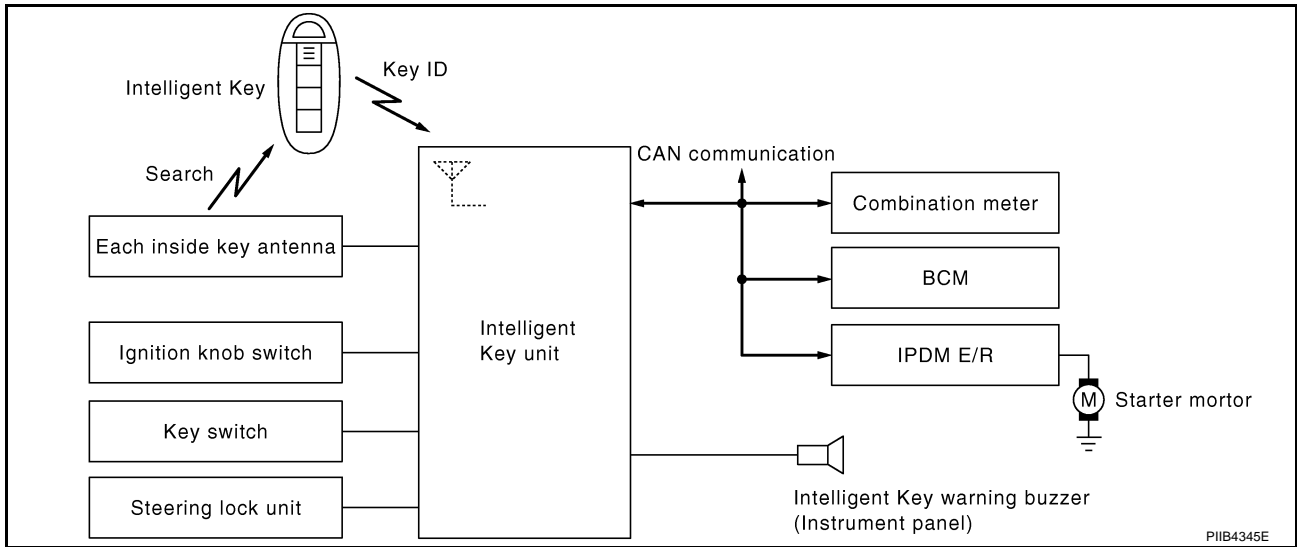 Intelligent Key
Key ID
Search
CAN communication
Each inside key antenna
Ignition knob switch
Key switch
Steering lock unit
Intelligent
Key unit
Combination meter
BCM
IPDM E/R
M
Starter mortor
Intelligent Key warning buzzer
(Instrument panel)
PIIB4345E